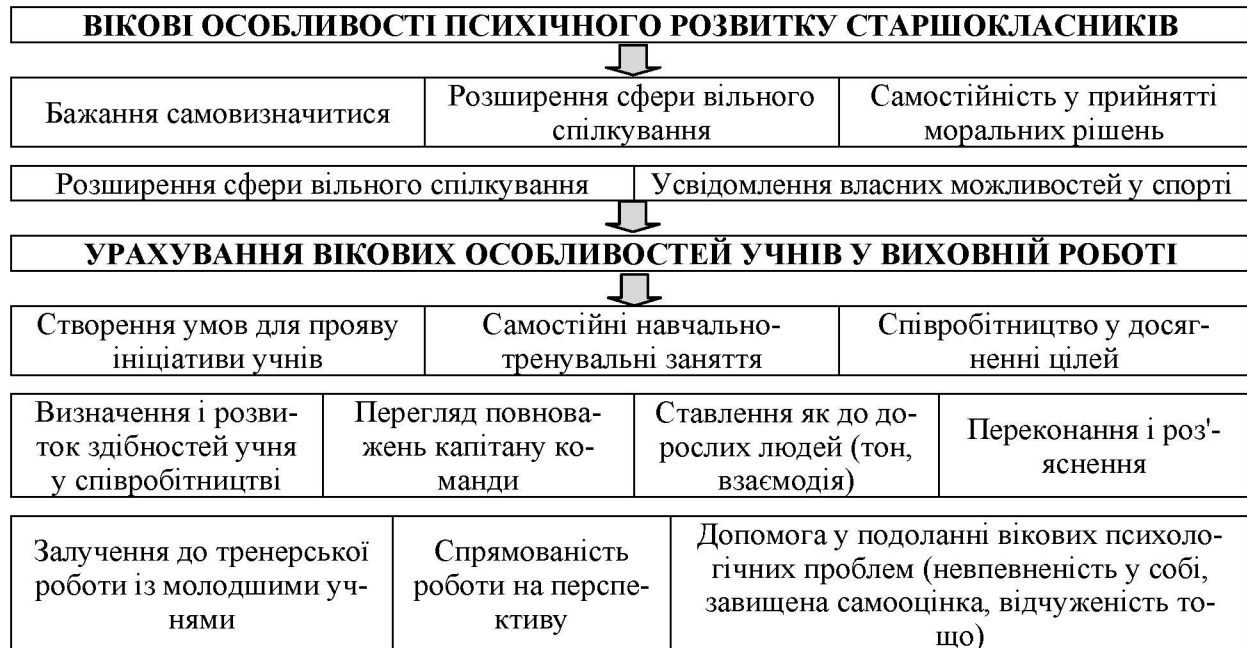 ВІКОВІ ОСОБЛИВОСТІ ПСИХІЧНОГО РОЗВИТКУ СТАРШОКЛАСНИКІВ
Бажання самовизначитися
Розширення сфери вільного
спілкування
Самостійність у прийнятті
моральних рішень
Розширення сфери вільного спілкування
Усвідомлення власних можливостей у спорті
УРАХУВАННЯ ВІКОВИХ ОСОБЛИВОСТЕЙ УЧНІВ У ВИХОВНІЙ РОБОТІ
Створення умов для прояву
ініціативи учнів
Самостійні навчально-
тренувальні заняття
Співробітництво у досяг-
ненні цілей
Визначення і розви-
ток здібностей учня
у співробітництві
Перегляд повнова-
жень капітану ко-
манди
Ставлення як до до-
рослих людей (тон,
взаємодія)
Переконання і роз'-
яснення
Залучення до тренерської
роботи із молодшими уч-
нями
Спрямованість
роботи на перспе-
ктиву
Допомога у подоланні вікових психоло-
гічних проблем (невпевненість у собі,
завищена самооцінка, відчуженість то-
що)